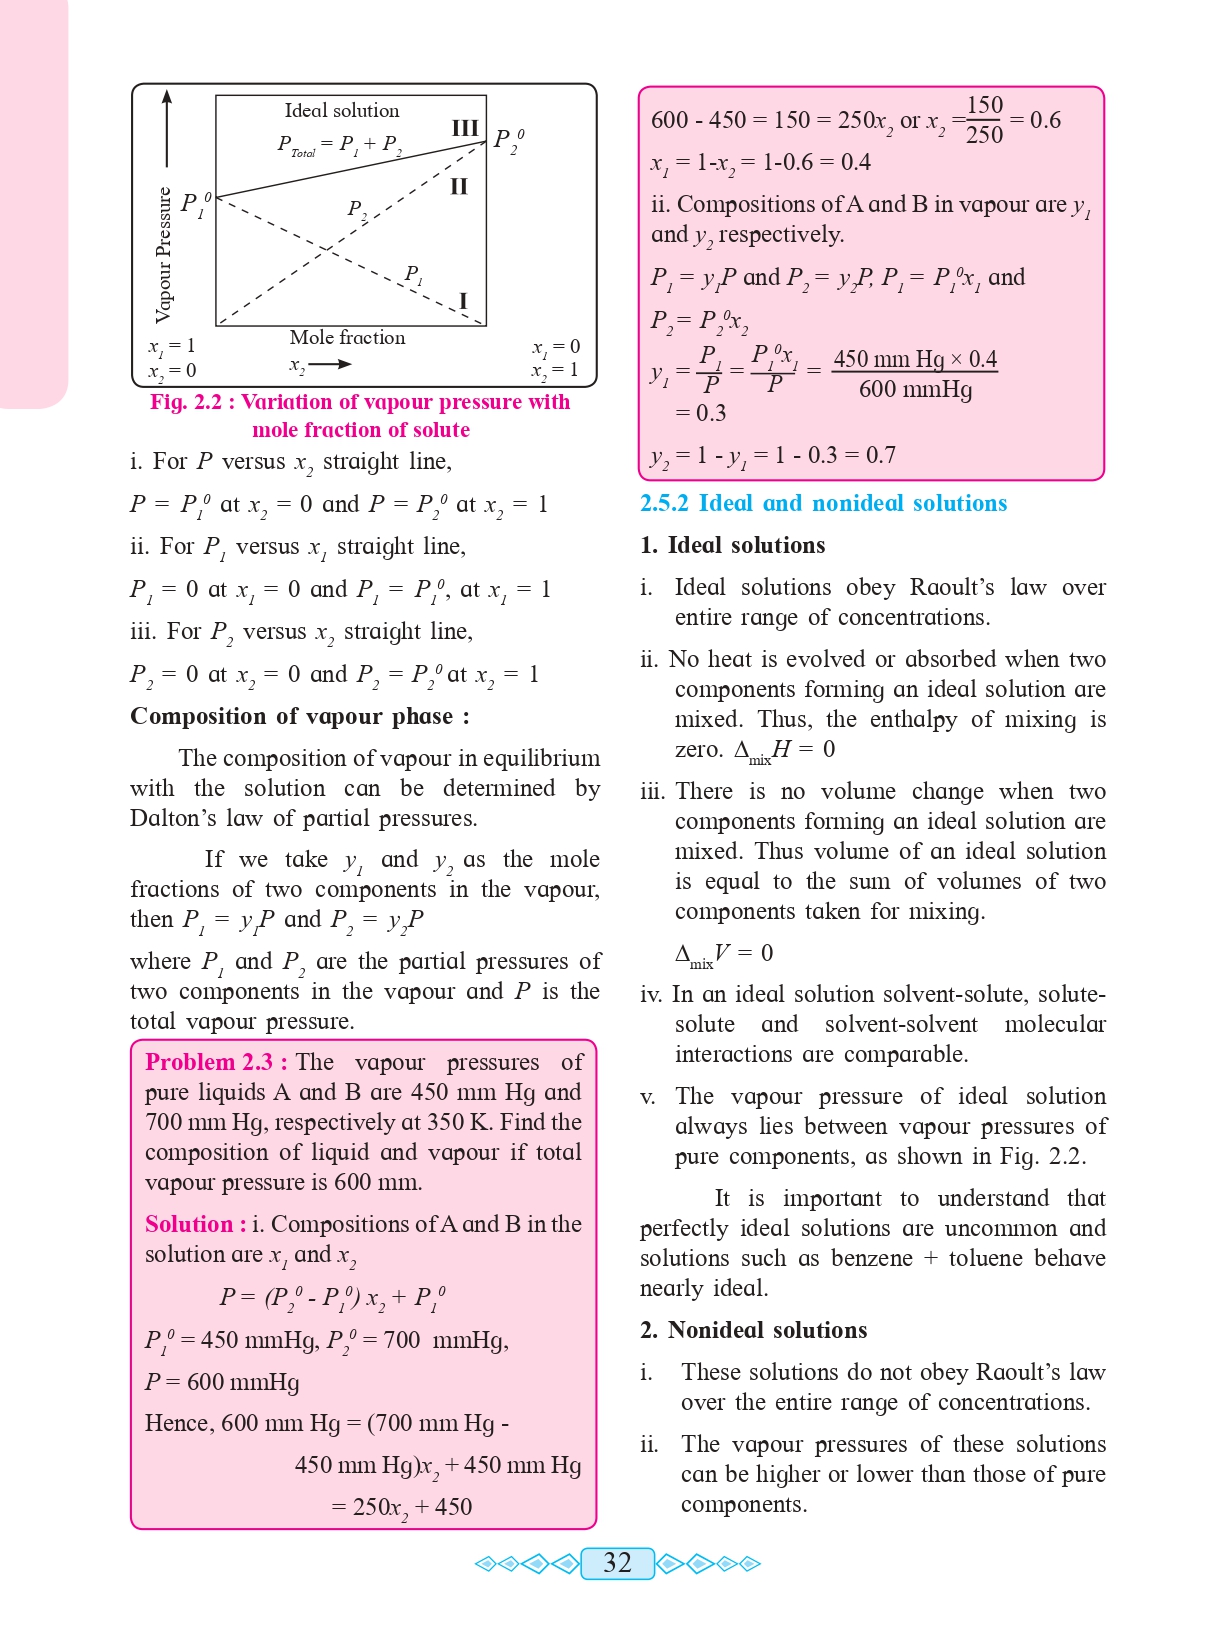 Ideal solution
P_Total = P_1 + P_2
III
P_2^0
II
P_1^0
P_2
P_1
I
Vapour Pressure
Mole fraction
x_1 = 1
x_2 = 0
x_2
x_1 = 0
x_2 = 1
Fig. 2.2 : Variation of vapour pressure with
mole fraction of solute
i. For P versus x_2 straight line,
P = P_1^0 at x_2 = 0 and P = P_2^0 at x_2 = 1
ii. For P_1 versus x_1 straight line,
P_1 = 0 at x_1 = 0 and P_1 = P_1^0, at x_1 = 1
iii. For P_2 versus x_2 straight line,
P_2 = 0 at x_2 = 0 and P_2 = P_2^0 at x_2 = 1
Composition of vapour phase :
The composition of vapour in equilibrium
with the solution can be determined by
Dalton's law of partial pressures.
If we take y_1 and y_2 as the mole
fractions of two components in the vapour,
then P_1 = y_1P and P_2 = y_2P
where P_1 and P_2 are the partial pressures of
two components in the vapour and P is the
total vapour pressure.
Problem 2.3 : The vapour pressures of
pure liquids A and B are 450 mm Hg and
700 mm Hg, respectively at 350 K. Find the
composition of liquid and vapour if total
vapour pressure is 600 mm.
Solution : i. Compositions of A and B in the
solution are x_1 and x_2
P = (P_2^0 - P_1^0) x_2 + P_1^0
P_1^0 = 450 mmHg, P_2^0 = 700 mmHg,
P = 600 mmHg
Hence, 600 mm Hg = (700 mm Hg -
450 mm Hg)x_2 + 450 mm Hg
= 250x_2 + 450
600 - 450 = 150 = 250x_2 or x_2 = 150/250 = 0.6
x_1 = 1-x_2 = 1-0.6 = 0.4
ii. Compositions of A and B in vapour are y_1
and y_2 respectively.
P_1 = y_1P and P_2 = y_2P, P_1 = P_1^0x_1 and
P_2 = P_2^0x_2
y_1 = P_1/P = P_1^0x_1/P = 450 mm Hg × 0.4/600 mmHg
= 0.3
y_2 = 1 - y_1 = 1 - 0.3 = 0.7
2.5.2 Ideal and nonideal solutions
1. Ideal solutions
i. Ideal solutions obey Raoult's law over
entire range of concentrations.
ii. No heat is evolved or absorbed when two
components forming an ideal solution are
mixed. Thus, the enthalpy of mixing is
zero. Δ_mixH = 0
iii. There is no volume change when two
components forming an ideal solution are
mixed. Thus volume of an ideal solution
is equal to the sum of volumes of two
components taken for mixing.
Δ_mixV = 0
iv. In an ideal solution solvent-solute, solute-
solute and solvent-solvent molecular
interactions are comparable.
v. The vapour pressure of ideal solution
always lies between vapour pressures of
pure components, as shown in Fig. 2.2.
It is important to understand that
perfectly ideal solutions are uncommon and
solutions such as benzene + toluene behave
nearly ideal.
2. Nonideal solutions
i. These solutions do not obey Raoult's law
over the entire range of concentrations.
ii. The vapour pressures of these solutions
can be higher or lower than those of pure
components.
32